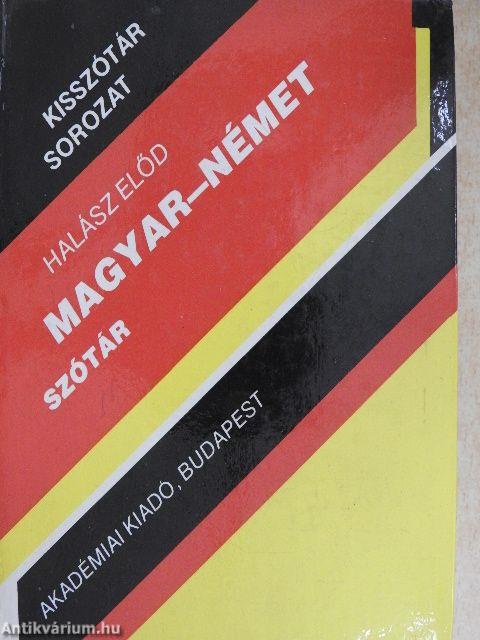 KISSZÓTÁR
SOROZAT
HALÁSZ ELŐD
MAGYAR–NÉMET
SZÓTÁR
AKADÉMIAI KIADÓ, BUDAPEST
Antikvárium.hu